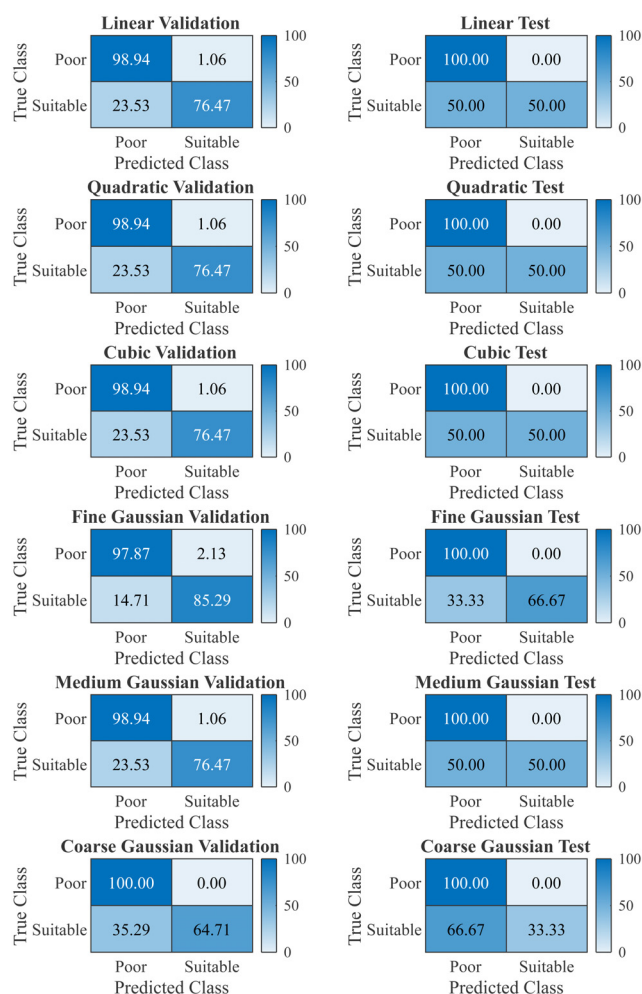 Linear Validation
True Class
Poor
98.94 1.06
Suitable
23.53 76.47
100
50
0
Poor Suitable
Predicted Class
Linear Test
True Class
Poor
100.00 0.00
Suitable
50.00 50.00
100
50
0
Poor Suitable
Predicted Class
Quadratic Validation
True Class
Poor
98.94 1.06
Suitable
23.53 76.47
100
50
0
Poor Suitable
Predicted Class
Quadratic Test
True Class
Poor
100.00 0.00
Suitable
50.00 50.00
100
50
0
Poor Suitable
Predicted Class
Cubic Validation
True Class
Poor
98.94 1.06
Suitable
23.53 76.47
100
50
0
Poor Suitable
Predicted Class
Cubic Test
True Class
Poor
100.00 0.00
Suitable
50.00 50.00
100
50
0
Poor Suitable
Predicted Class
Fine Gaussian Validation
True Class
Poor
97.87 2.13
Suitable
14.71 85.29
100
50
0
Poor Suitable
Predicted Class
Fine Gaussian Test
True Class
Poor
100.00 0.00
Suitable
33.33 66.67
100
50
0
Poor Suitable
Predicted Class
Medium Gaussian Validation
True Class
Poor
98.94 1.06
Suitable
23.53 76.47
100
50
0
Poor Suitable
Predicted Class
Medium Gaussian Test
True Class
Poor
100.00 0.00
Suitable
50.00 50.00
100
50
0
Poor Suitable
Predicted Class
Coarse Gaussian Validation
True Class
Poor
100.00 0.00
Suitable
35.29 64.71
100
50
0
Poor Suitable
Predicted Class
Coarse Gaussian Test
True Class
Poor
100.00 0.00
Suitable
66.67 33.33
100
50
0
Poor Suitable
Predicted Class